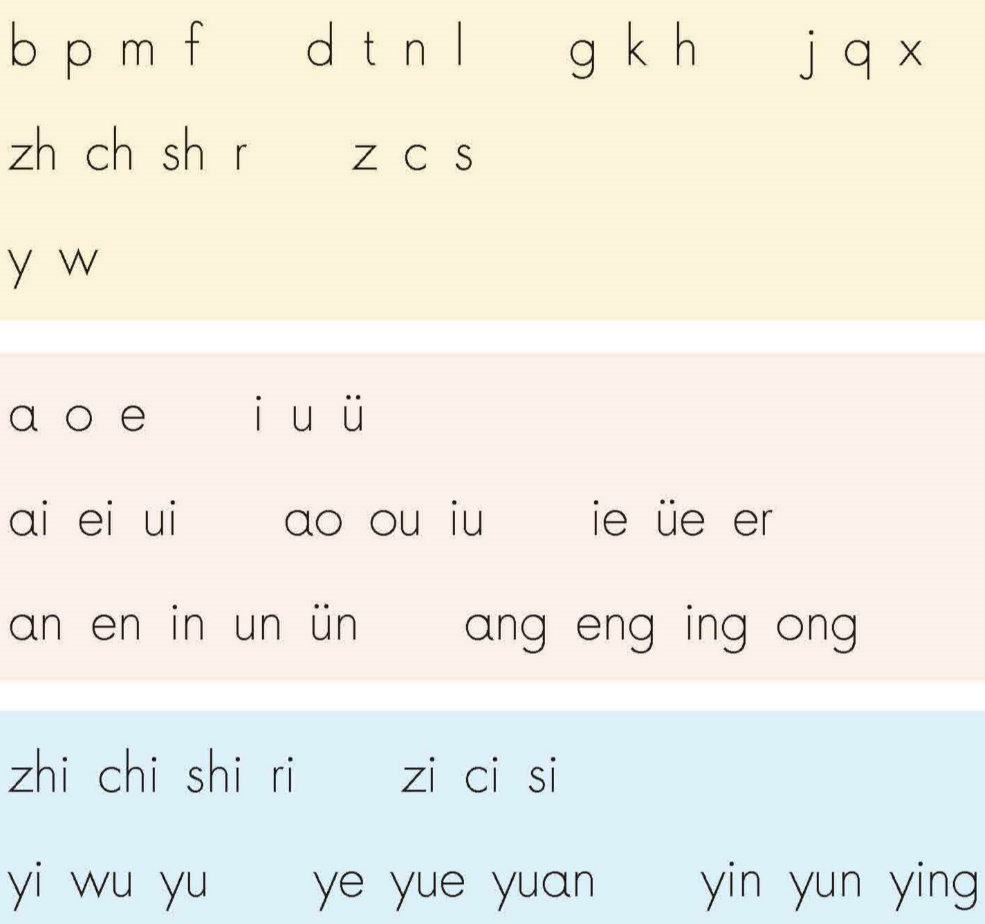 b p m f d t n l g k h j q x
zh ch sh r z c s
y w
a o e i u ü
ai ei ui ao ou iu ie üe er
an en in un ün ang eng ing ong
zhi chi shi ri zi ci si
yi wu yu ye yue yuan yin yun ying